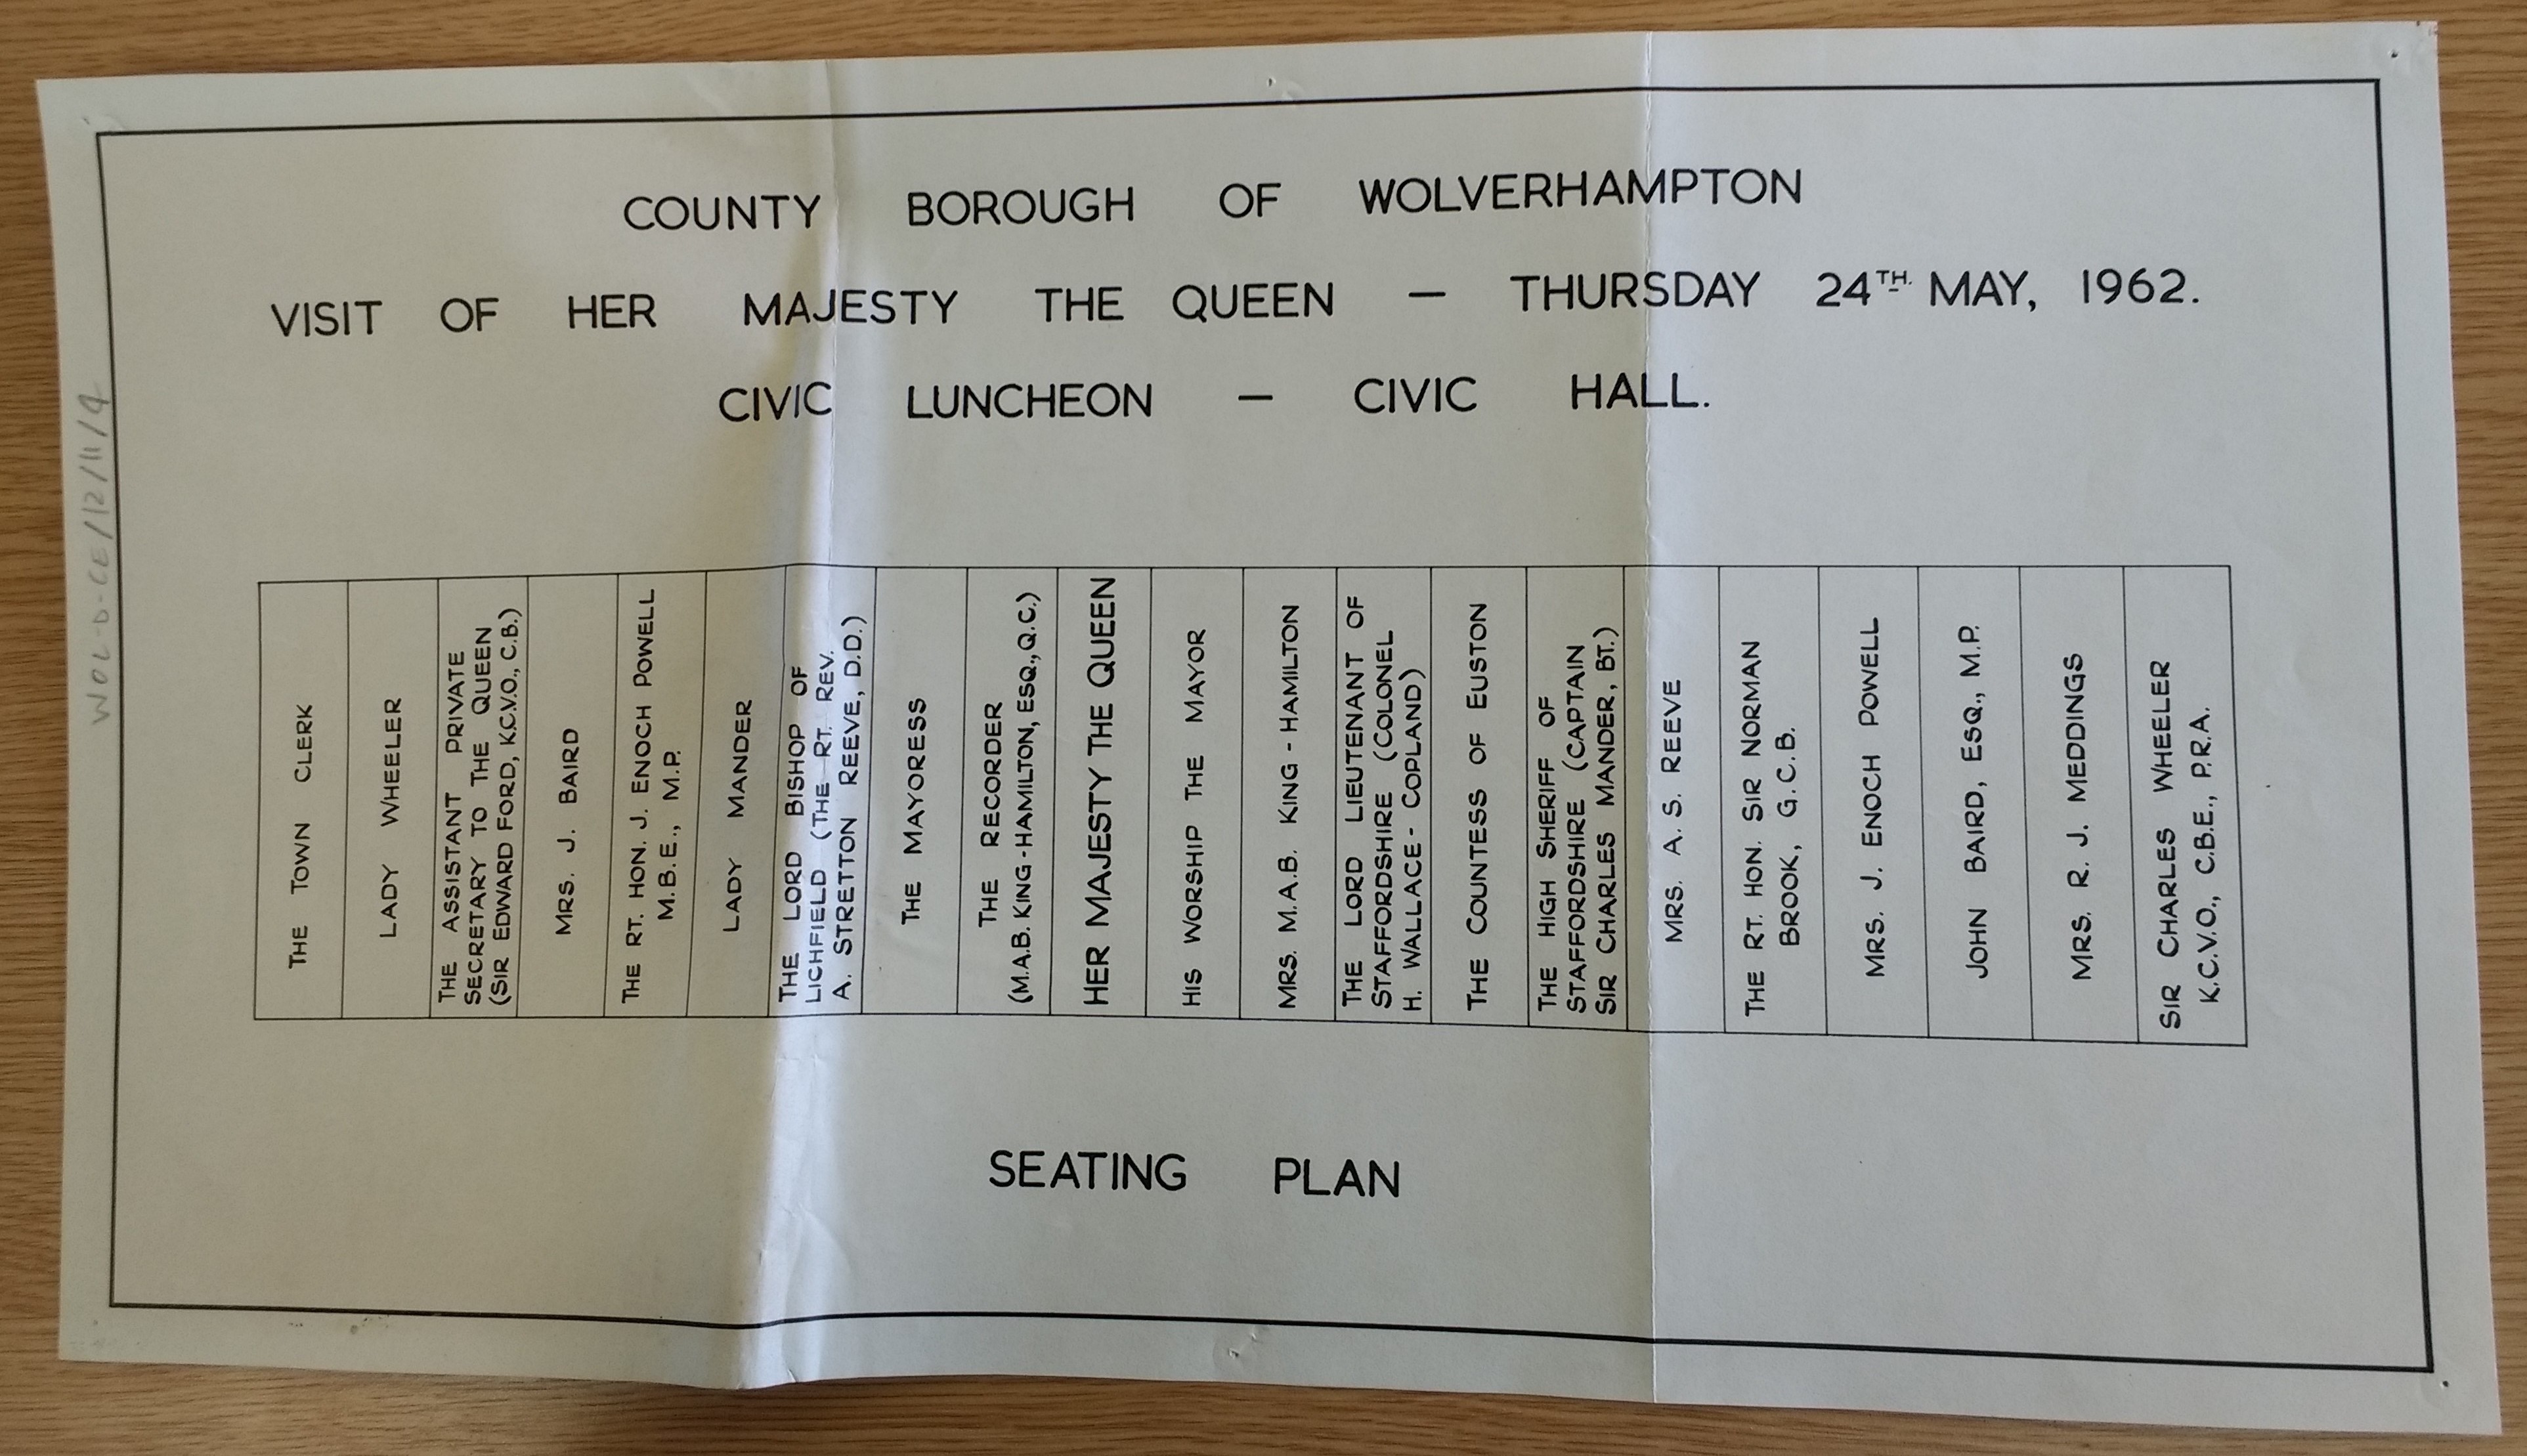 COUNTY BOROUGH OF WOLVERHAMPTON
VISIT OF HER MAJESTY THE QUEEN — THURSDAY 24TH. MAY, 1962.
CIVIC LUNCHEON — CIVIC HALL.
WOL-D-CE/12/11/4
THE TOWN CLERK
LADY WHEELER
THE ASSISTANT PRIVATE
SECRETARY TO THE QUEEN
(SIR EDWARD FORD, K.C.V.O., C.B.)
MRS. J. BAIRD
THE RT. HON. J. ENOCH POWELL
M.B.E., M.P.
LADY MANDER
THE LORD BISHOP OF
LICHFIELD (THE RT. REV.
A. STRETTON REEVE, D.D.)
THE MAYORESS
THE RECORDER
(M.A.B. KING-HAMILTON, ESQ., Q.C.)
HER MAJESTY THE QUEEN
HIS WORSHIP THE MAYOR
MRS. M.A.B. KING-HAMILTON
THE LORD LIEUTENANT OF
STAFFORDSHIRE (COLONEL
H. WALLACE-COPLAND)
THE COUNTESS OF EUSTON
THE HIGH SHERIFF OF
STAFFORDSHIRE (CAPTAIN
SIR CHARLES MANDER, BT.)
MRS. A. S. REEVE
THE RT. HON. SIR NORMAN
BROOK, G.C.B.
MRS. J. ENOCH POWELL
JOHN BAIRD, ESQ., M.P.
MRS. R. J. MEDDINGS
SIR CHARLES WHEELER
K.C.V.O., C.B.E., P.R.A.
SEATING PLAN